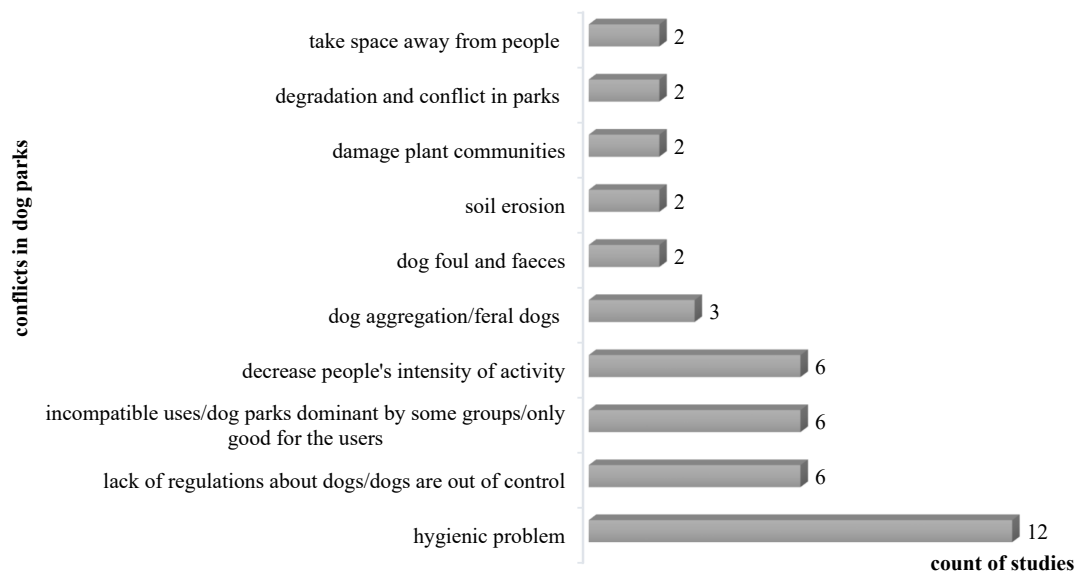 take space away from people
2
degradation and conflict in parks
2
damage plant communities
2
soil erosion
2
dog foul and faeces
2
dog aggregation/feral dogs
3
decrease people's intensity of activity
6
incompatible uses/dog parks dominant by some groups/only
good for the users
6
lack of regulations about dogs/dogs are out of control
6
hygienic problem
12
conflicts in dog parks
count of studies